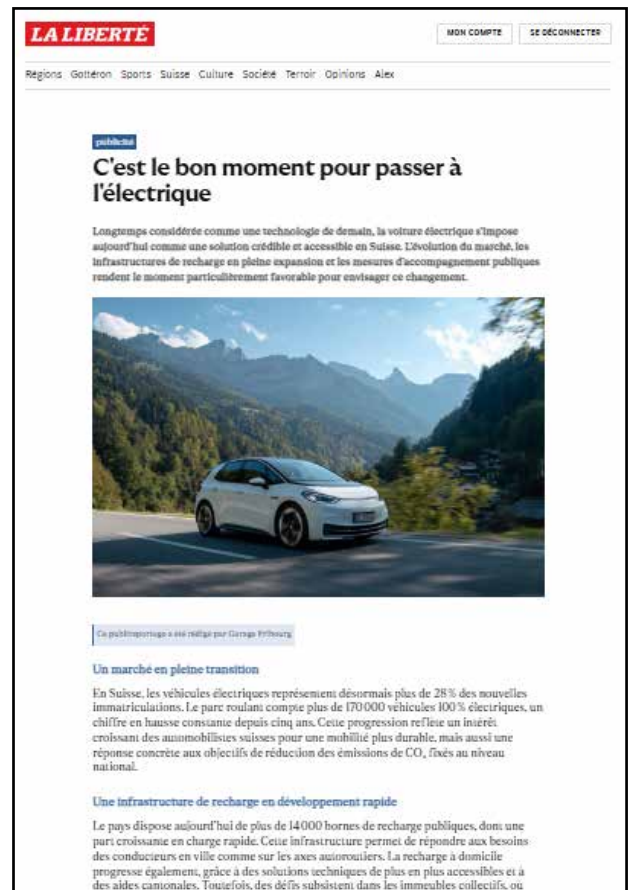 LA LIBERTÉ
MON COMPTE
SE DÉCONNECTER
Régions Gottéron Sports Suisse Culture Société Terroir Opinions Alex
publicité
C'est le bon moment pour passer à
l'électrique
Longtemps considérée comme une technologie de demain, la voiture électrique s'impose
aujourd'hui comme une solution crédible et accessible en Suisse. L'évolution du marché, les
infrastructures de recharge en pleine expansion et les mesures d'accompagnement publiques
rendent le moment particulièrement favorable pour envisager ce changement.
Ce publireportage a été rédigé par Garage Fribourg
Un marché en pleine transition
En Suisse, les véhicules électriques représentent désormais plus de 28 % des nouvelles
immatriculations. Le parc roulant compte plus de 170 000 véhicules 100 % électriques, un
chiffre en hausse constante depuis cinq ans. Cette progression reflète un intérêt
croissant des automobilistes suisses pour une mobilité plus durable, mais aussi une
réponse concrète aux objectifs de réduction des émissions de CO₂ fixés au niveau
national.
Une infrastructure de recharge en développement rapide
Le pays dispose aujourd'hui de plus de 14 000 bornes de recharge publiques, dont une
part croissante en charge rapide. Cette infrastructure permet de répondre aux besoins
des conducteurs en ville comme sur les axes autoroutiers. La recharge à domicile
progresse également, grâce à des solutions techniques de plus en plus accessibles et à
des aides cantonales. Toutefois, des défis subsistent dans les immeubles collectifs, où